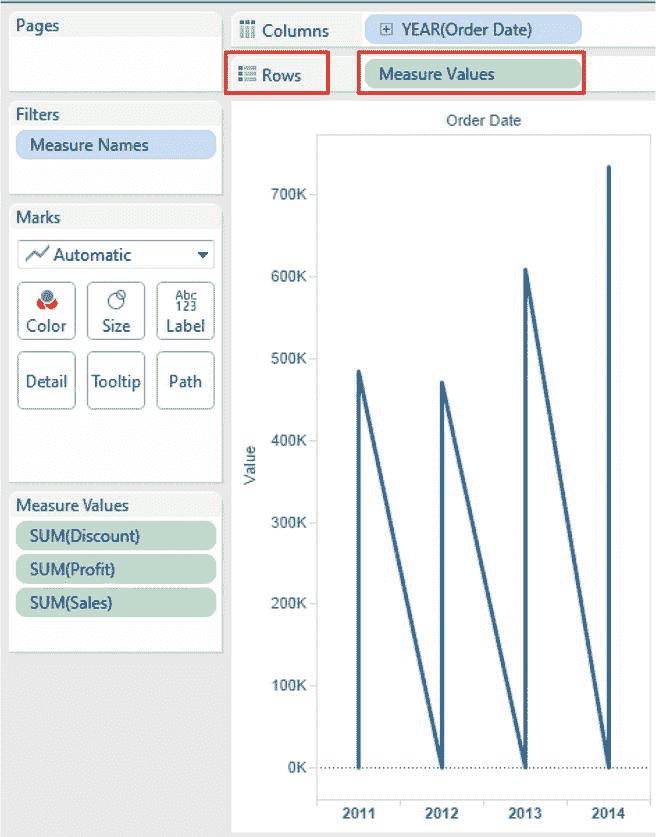 Pages
Columns
YEAR(Order Date)
Rows
Measure Values
Filters
Measure Names
Marks
Automatic
Color
Size
Abc
123
Label
Detail
Tooltip
Path
Measure Values
SUM(Discount)
SUM(Profit)
SUM(Sales)
Order Date
Value
700K
600K
500K
400K
300K
200K
100K
0K
2011
2012
2013
2014